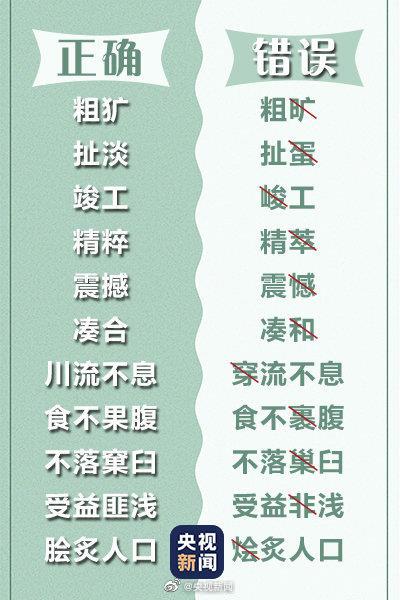 正确 错误
粗犷 粗旷
扯淡 扯蛋
竣工 峻工
精粹 精萃
震撼 震憾
凑合 凑和
川流不息 穿流不息
食不果腹 食不裹腹
不落窠臼 不落巢臼
受益匪浅 受益非浅
脍炙人口 烩炙人口
央视
新闻
@央视新闻